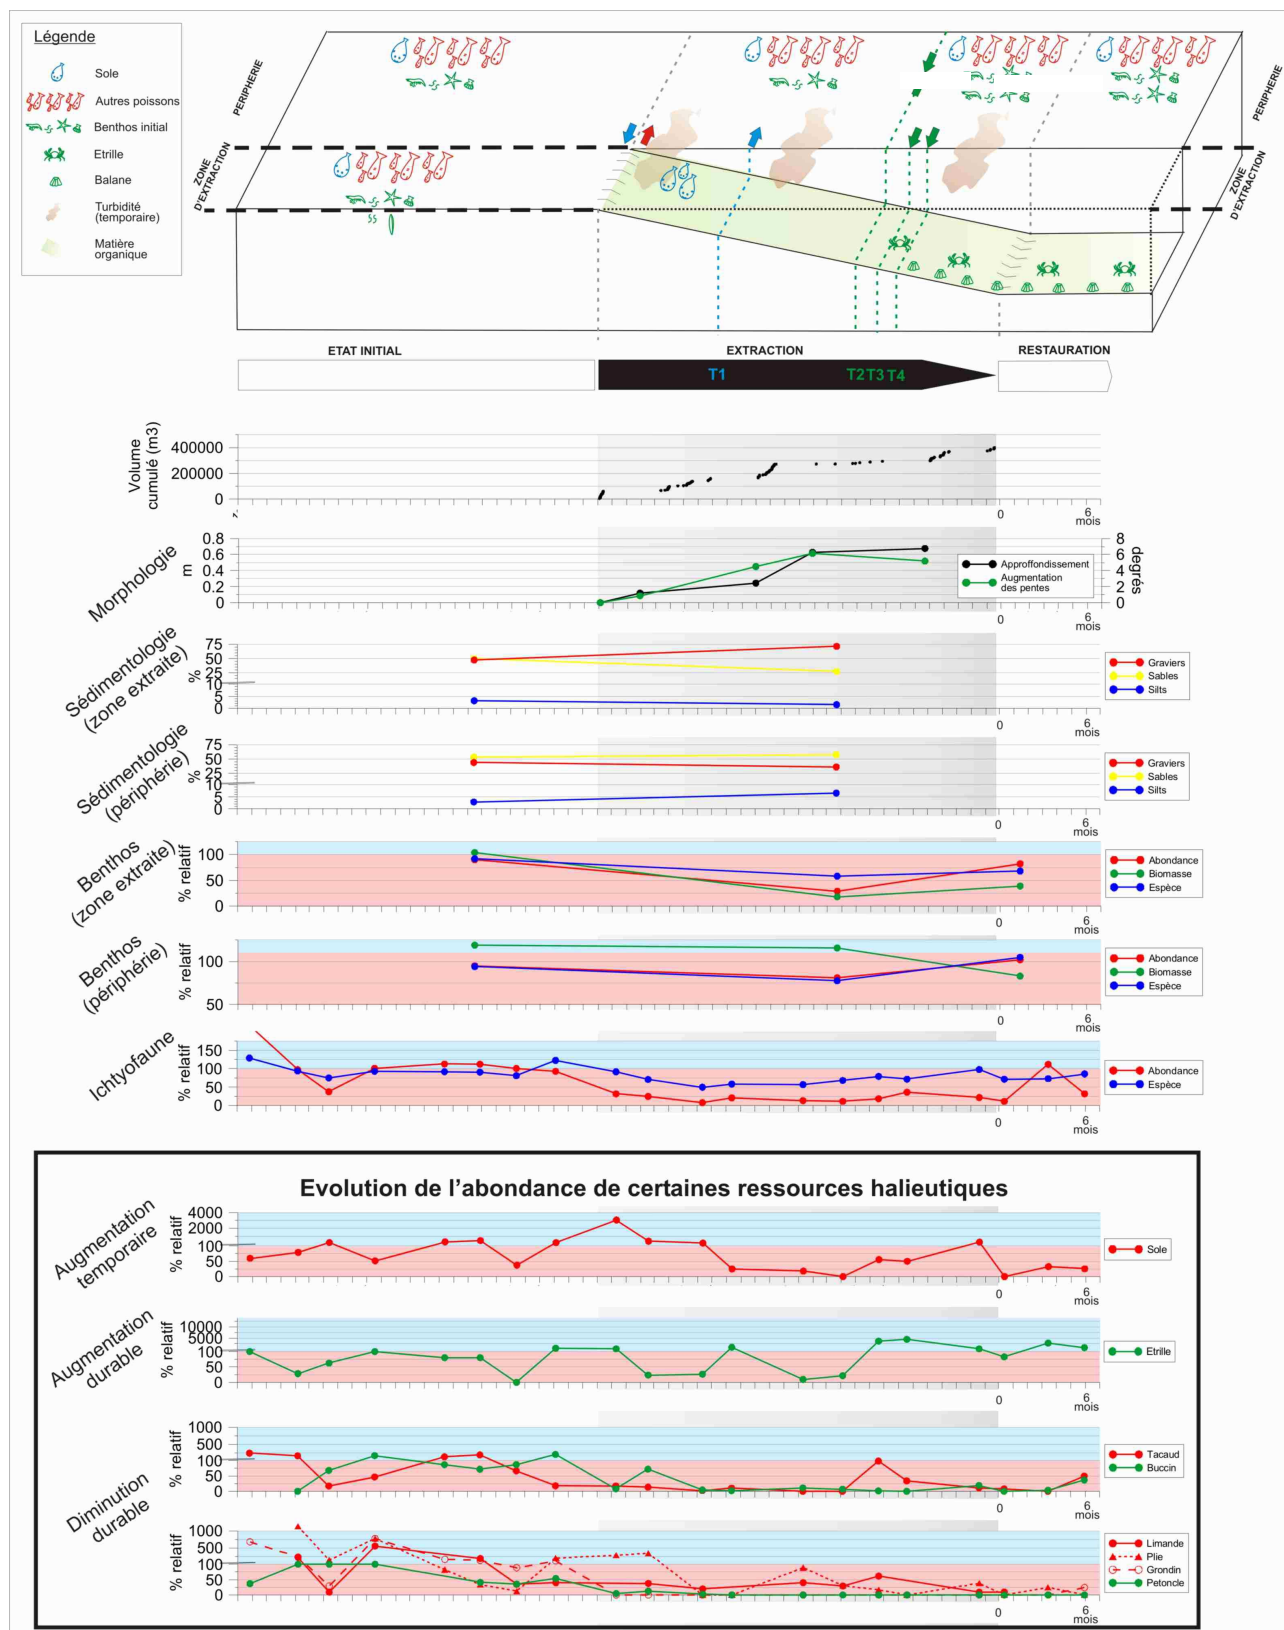 Légende
Sole
Autres poissons
Benthos initial
Etrille
Balane
Turbidité
(temporaire)
Matière
organique
PERIPHERIE
ZONE
D'EXTRACTION
PERIPHERIE
ZONE
D'EXTRACTION
ETAT INITIAL
EXTRACTION
RESTAURATION
T1
T2 T3 T4
Volume
cumulé (m3)
400000
200000
0
0
6
mois
Morphologie
m
0.8
0.6
0.4
0.2
0
8
6
4
2
0
degrés
Approffondissement
Augmentation
des pentes
0
6
mois
Sédimentologie
(zone extraite)
%
75
50
25
10
5
0
Graviers
Sables
Silts
0
6
mois
Sédimentologie
(périphérie)
%
75
50
25
10
5
0
Graviers
Sables
Silts
0
6
mois
Benthos
(zone extraite)
% relatif
100
50
0
Abondance
Biomasse
Espèce
0
6
mois
Benthos
(périphérie)
% relatif
100
50
Abondance
Biomasse
Espèce
0
6
mois
Ichtyofaune
% relatif
150
100
50
0
Abondance
Espèce
0
6
mois
Evolution de l'abondance de certaines ressources halieutiques
Augmentation
temporaire
% relatif
4000
2000
100
50
0
Sole
0
6
mois
Augmentation
durable
% relatif
10000
5000
100
50
0
Etrille
0
6
mois
Diminution
durable
% relatif
1000
500
100
50
0
Tacaud
Buccin
0
6
mois
% relatif
1000
500
100
50
0
Limande
Plie
Grondin
Petoncle
0
6
mois